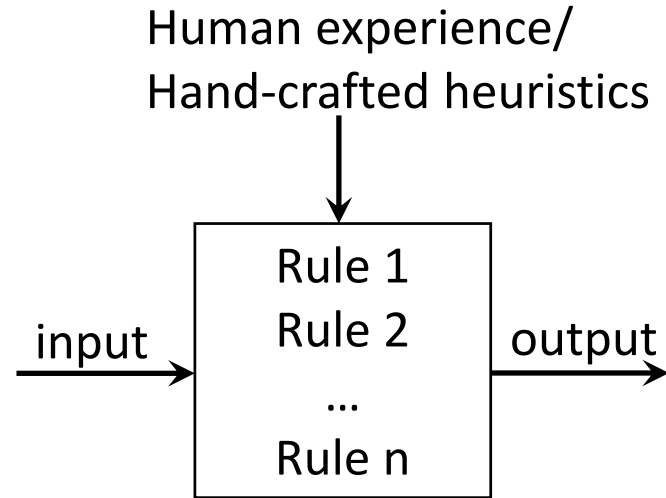 Human experience/
Hand-crafted heuristics
Rule 1
Rule 2
...
Rule n
input
output